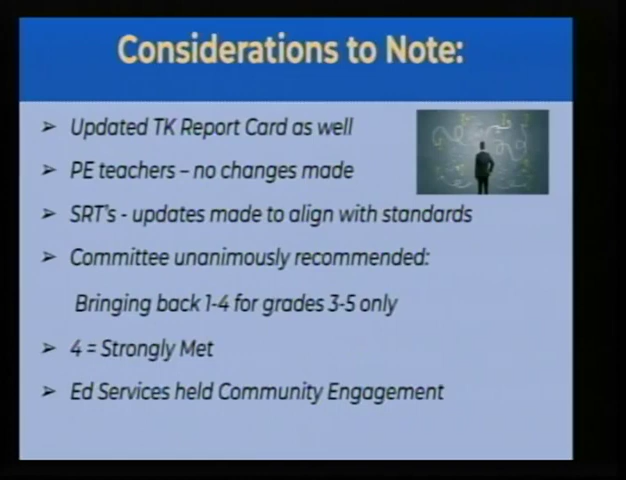 Considerations to Note:
➢ Updated TK Report Card as well
➢ PE teachers – no changes made
➢ SRT's - updates made to align with standards
➢ Committee unanimously recommended:
Bringing back 1-4 for grades 3-5 only
➢ 4 = Strongly Met
➢ Ed Services held Community Engagement